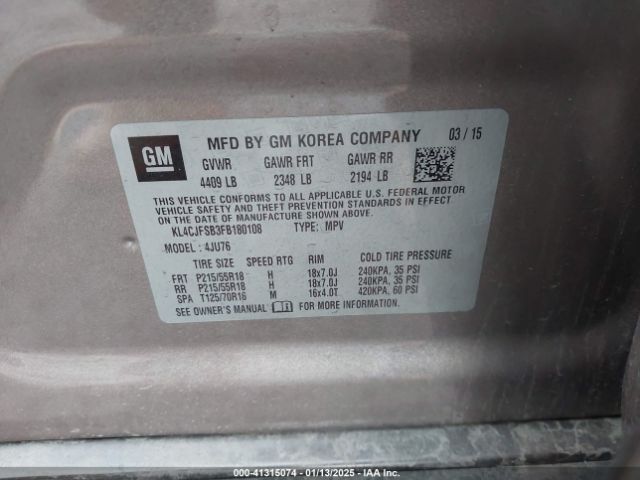 GM MFD BY GM KOREA COMPANY 03 / 15
GVWR GAWR FRT GAWR RR
4409 LB 2348 LB 2194 LB
THIS VEHICLE CONFORMS TO ALL APPLICABLE U.S. FEDERAL MOTOR
VEHICLE SAFETY AND THEFT PREVENTION STANDARDS IN EFFECT
ON THE DATE OF MANUFACTURE SHOWN ABOVE.
KL4CJFSB3FB180108 TYPE: MPV
MODEL: 4JU76
TIRE SIZE SPEED RTG RIM COLD TIRE PRESSURE
FRT P215/55R18 H 18x7.0J 240KPA, 35 PSI
RR P215/55R18 H 18x7.0J 240KPA, 35 PSI
SPA T125/70R16 M 16x4.0T 420KPA, 60 PSI
SEE OWNER'S MANUAL FOR MORE INFORMATION.
000-41315074 - 01/13/2025 - IAA Inc.